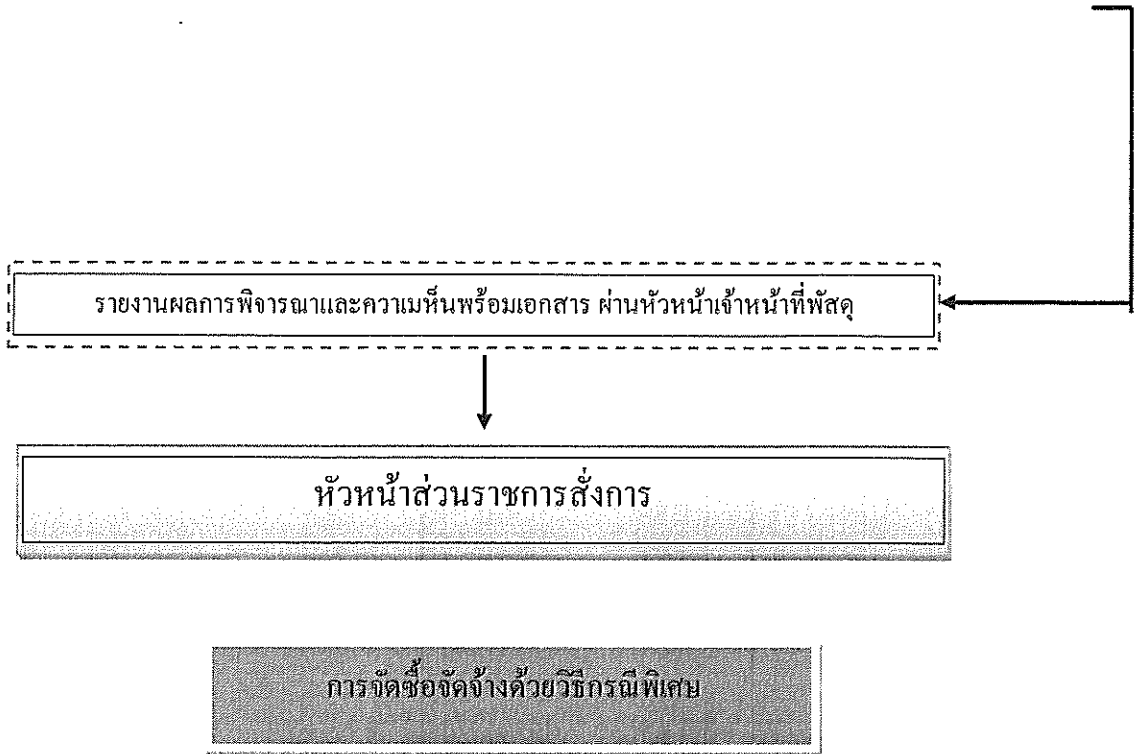 รายงานผลการพิจารณาและความเห็นพร้อมเอกสาร ผ่านหัวหน้าเจ้าหน้าที่พัสดุ
หัวหน้าส่วนราชการสั่งการ
การจัดซื้อจัดจ้างด้วยวิธีกรณีพิเศษ